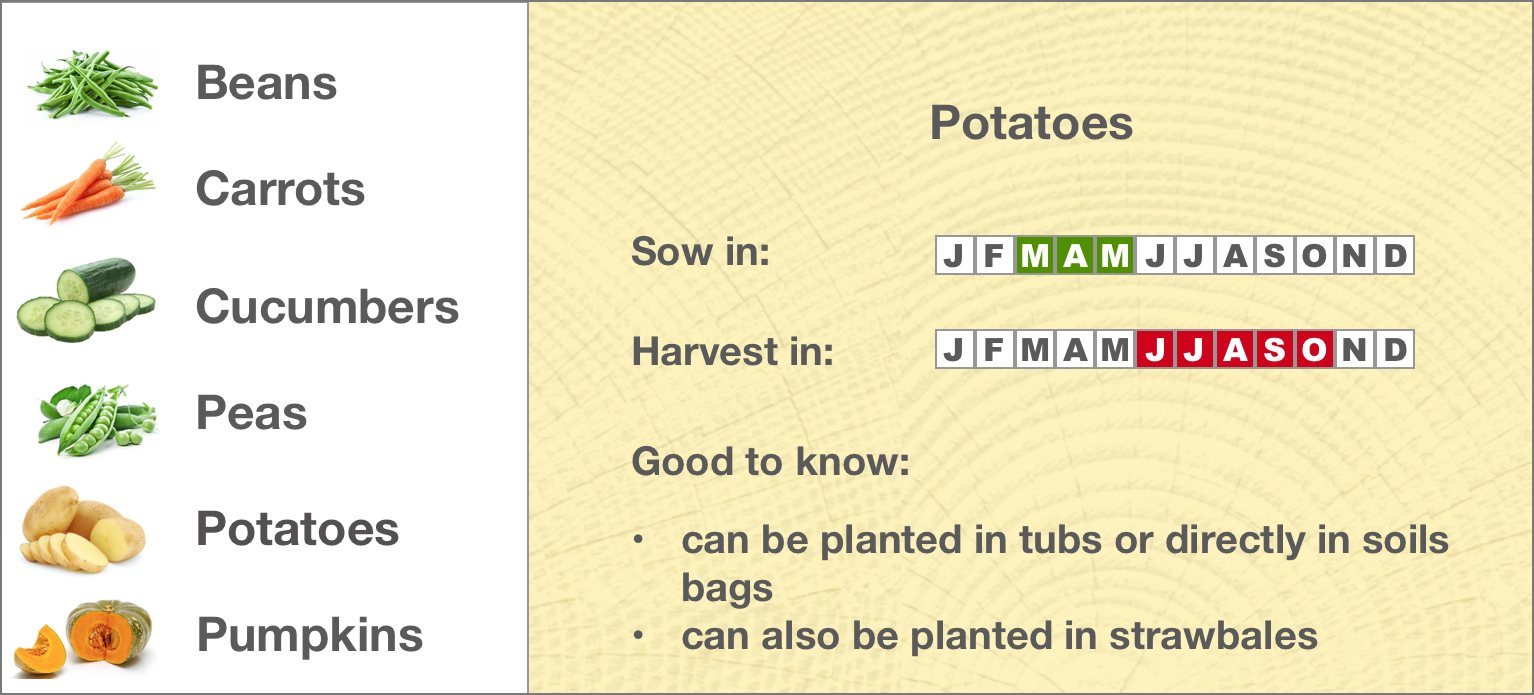 Beans
Carrots
Cucumbers
Peas
Potatoes
Pumpkins
Potatoes
Sow in:
J F M A M J J A S O N D
Harvest in:
J F M A M J J A S O N D
Good to know:
• can be planted in tubs or directly in soils
bags
• can also be planted in strawbales